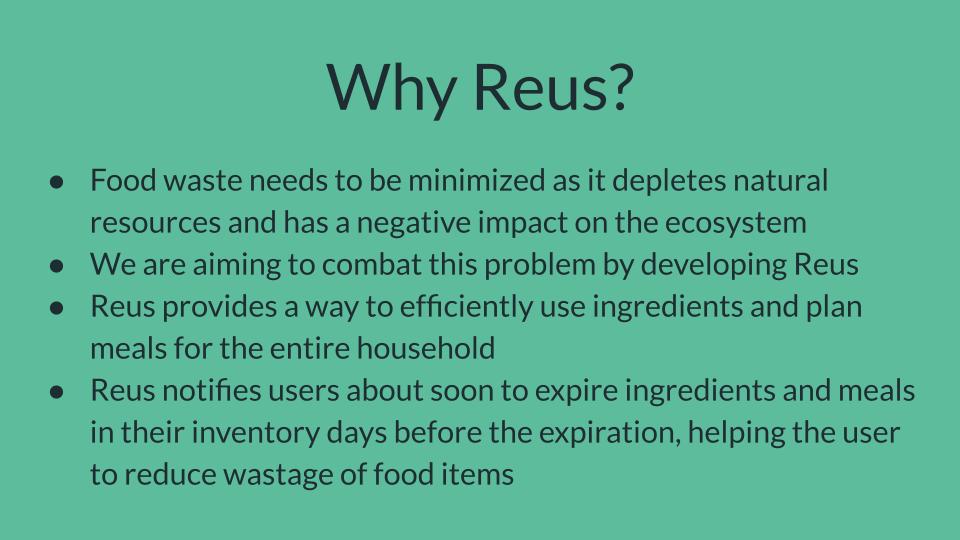 Why Reus?
● Food waste needs to be minimized as it depletes natural
resources and has a negative impact on the ecosystem
● We are aiming to combat this problem by developing Reus
● Reus provides a way to efficiently use ingredients and plan
meals for the entire household
● Reus notifies users about soon to expire ingredients and meals
in their inventory days before the expiration, helping the user
to reduce wastage of food items